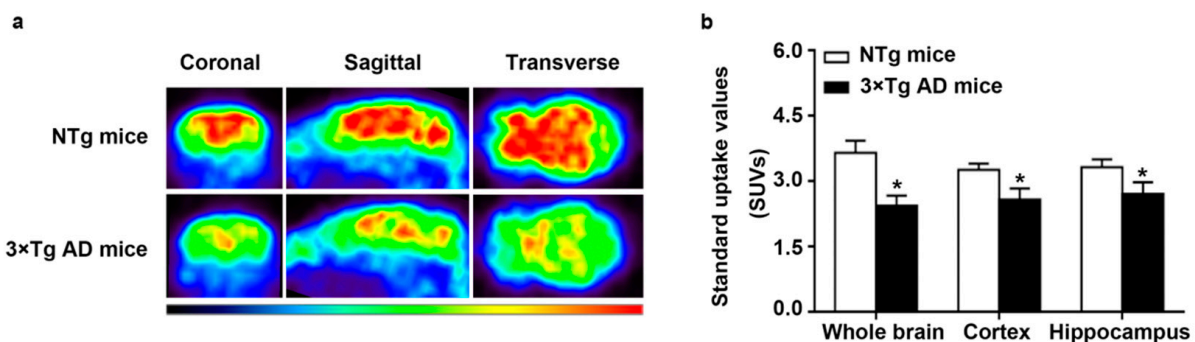 a
Coronal Sagittal Transverse
NTg mice
3×Tg AD mice
b
Standard uptake values
(SUVs)
6.0
4.5
3.0
1.5
0.0
NTg mice
3×Tg AD mice
* * *
Whole brain Cortex Hippocampus